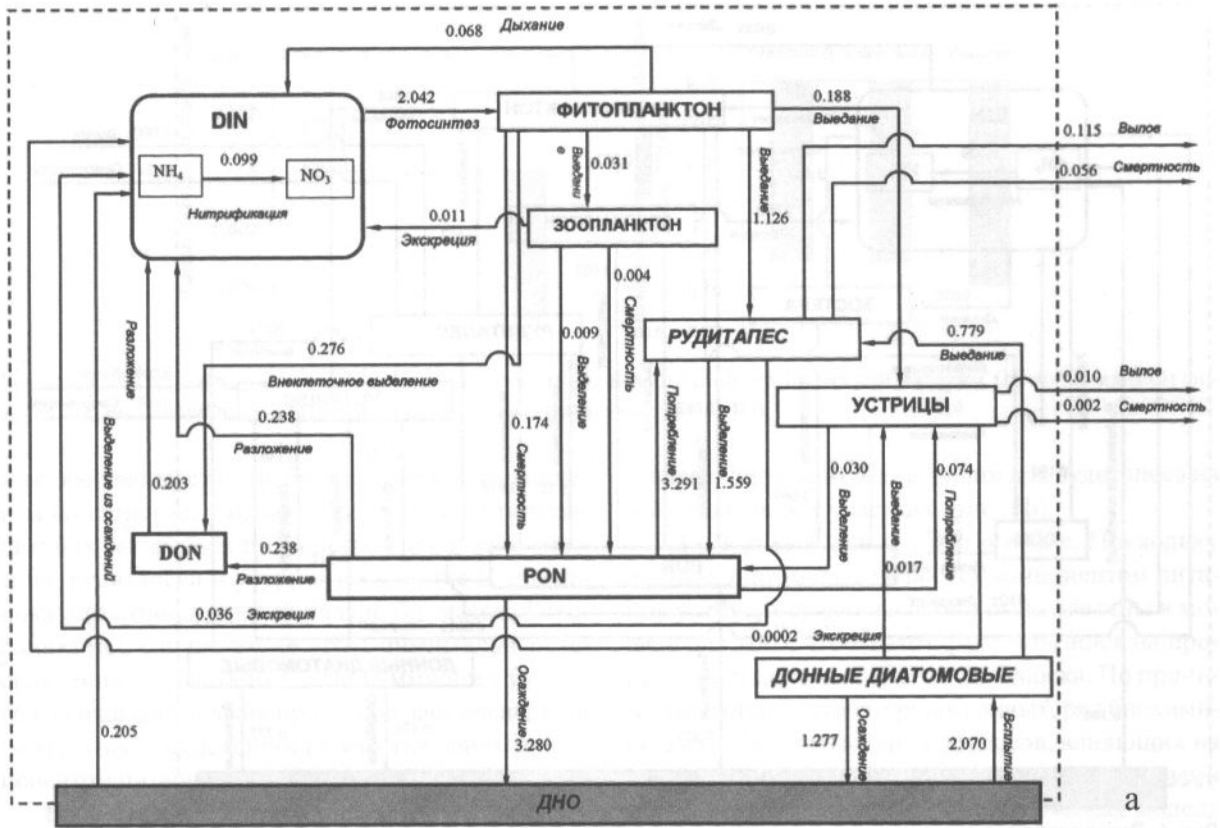 Дыхание
0.068
DIN
2.042
Фотосинтез
ФИТОПЛАНКТОН
0.188
Выедание
0.115
Вылов
0.056
Смертность
0.099
NH4
NO3
Нитрификация
Выедани
е
0.031
Выедание
1.126
0.011
Экскреция
ЗООПЛАНКТОН
0.004
Смертность
0.009
Выделение
РУДИТАПЕС
0.779
Выедание
0.276
Внеклеточное выделение
Разложение
Выделение из осаждений
0.238
Разложение
0.203
0.174
Смертность
Потребление
3.291
Выделение
1.559
УСТРИЦЫ
0.010
Вылов
0.002
Смертность
0.030
Выделение
Выедание
0.017
0.074
Потребление
DON
0.238
Разложение
PON
0.036
Экскреция
0.0002
Экскреция
ДОННЫЕ ДИАТОМОВЫЕ
0.205
Осаждение
3.280
Осаждение
1.277
Всплытие
2.070
ДНО
а